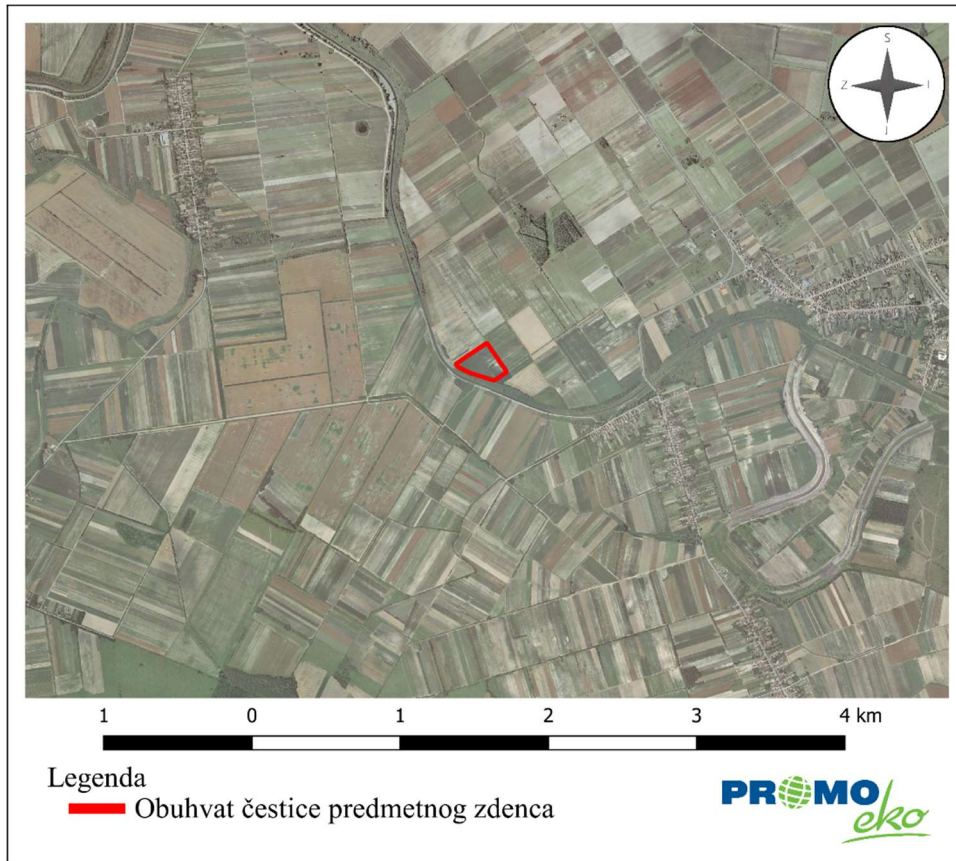 S
Z I
J
1 0 1 2 3 4 km
Legenda
Obuhvat čestice predmetnog zdenca
PROMO
eko